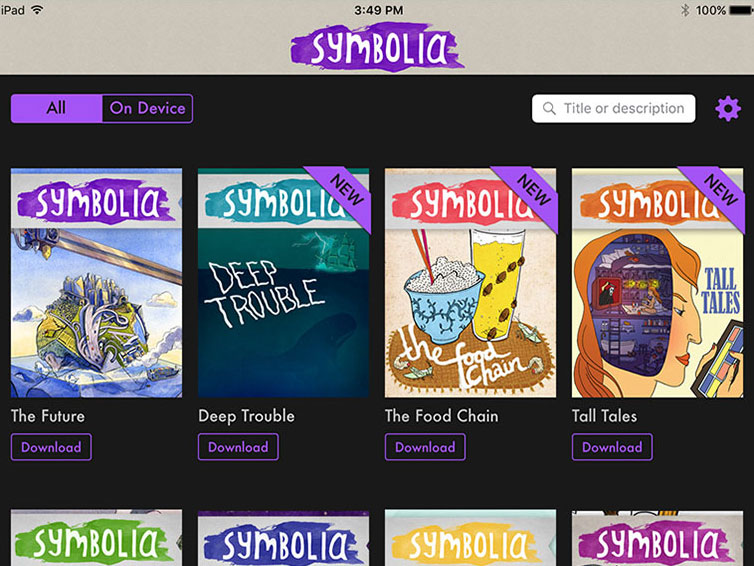 iPad
3:49 PM
100%
SYMBOLIA
All
On Device
Title or description
SYMBOLIA
SYMBOLIA
NEW
SYMBOLIA
NEW
SYMBOLIA
NEW
DEEP
TROUBLE
the food
Chain
TALL
TALES
The Future
Deep Trouble
The Food Chain
Tall Tales
Download
Download
Download
Download
SYMBOLIA
SYMBOLIA
SYMBOLIA
SYMBOLIA